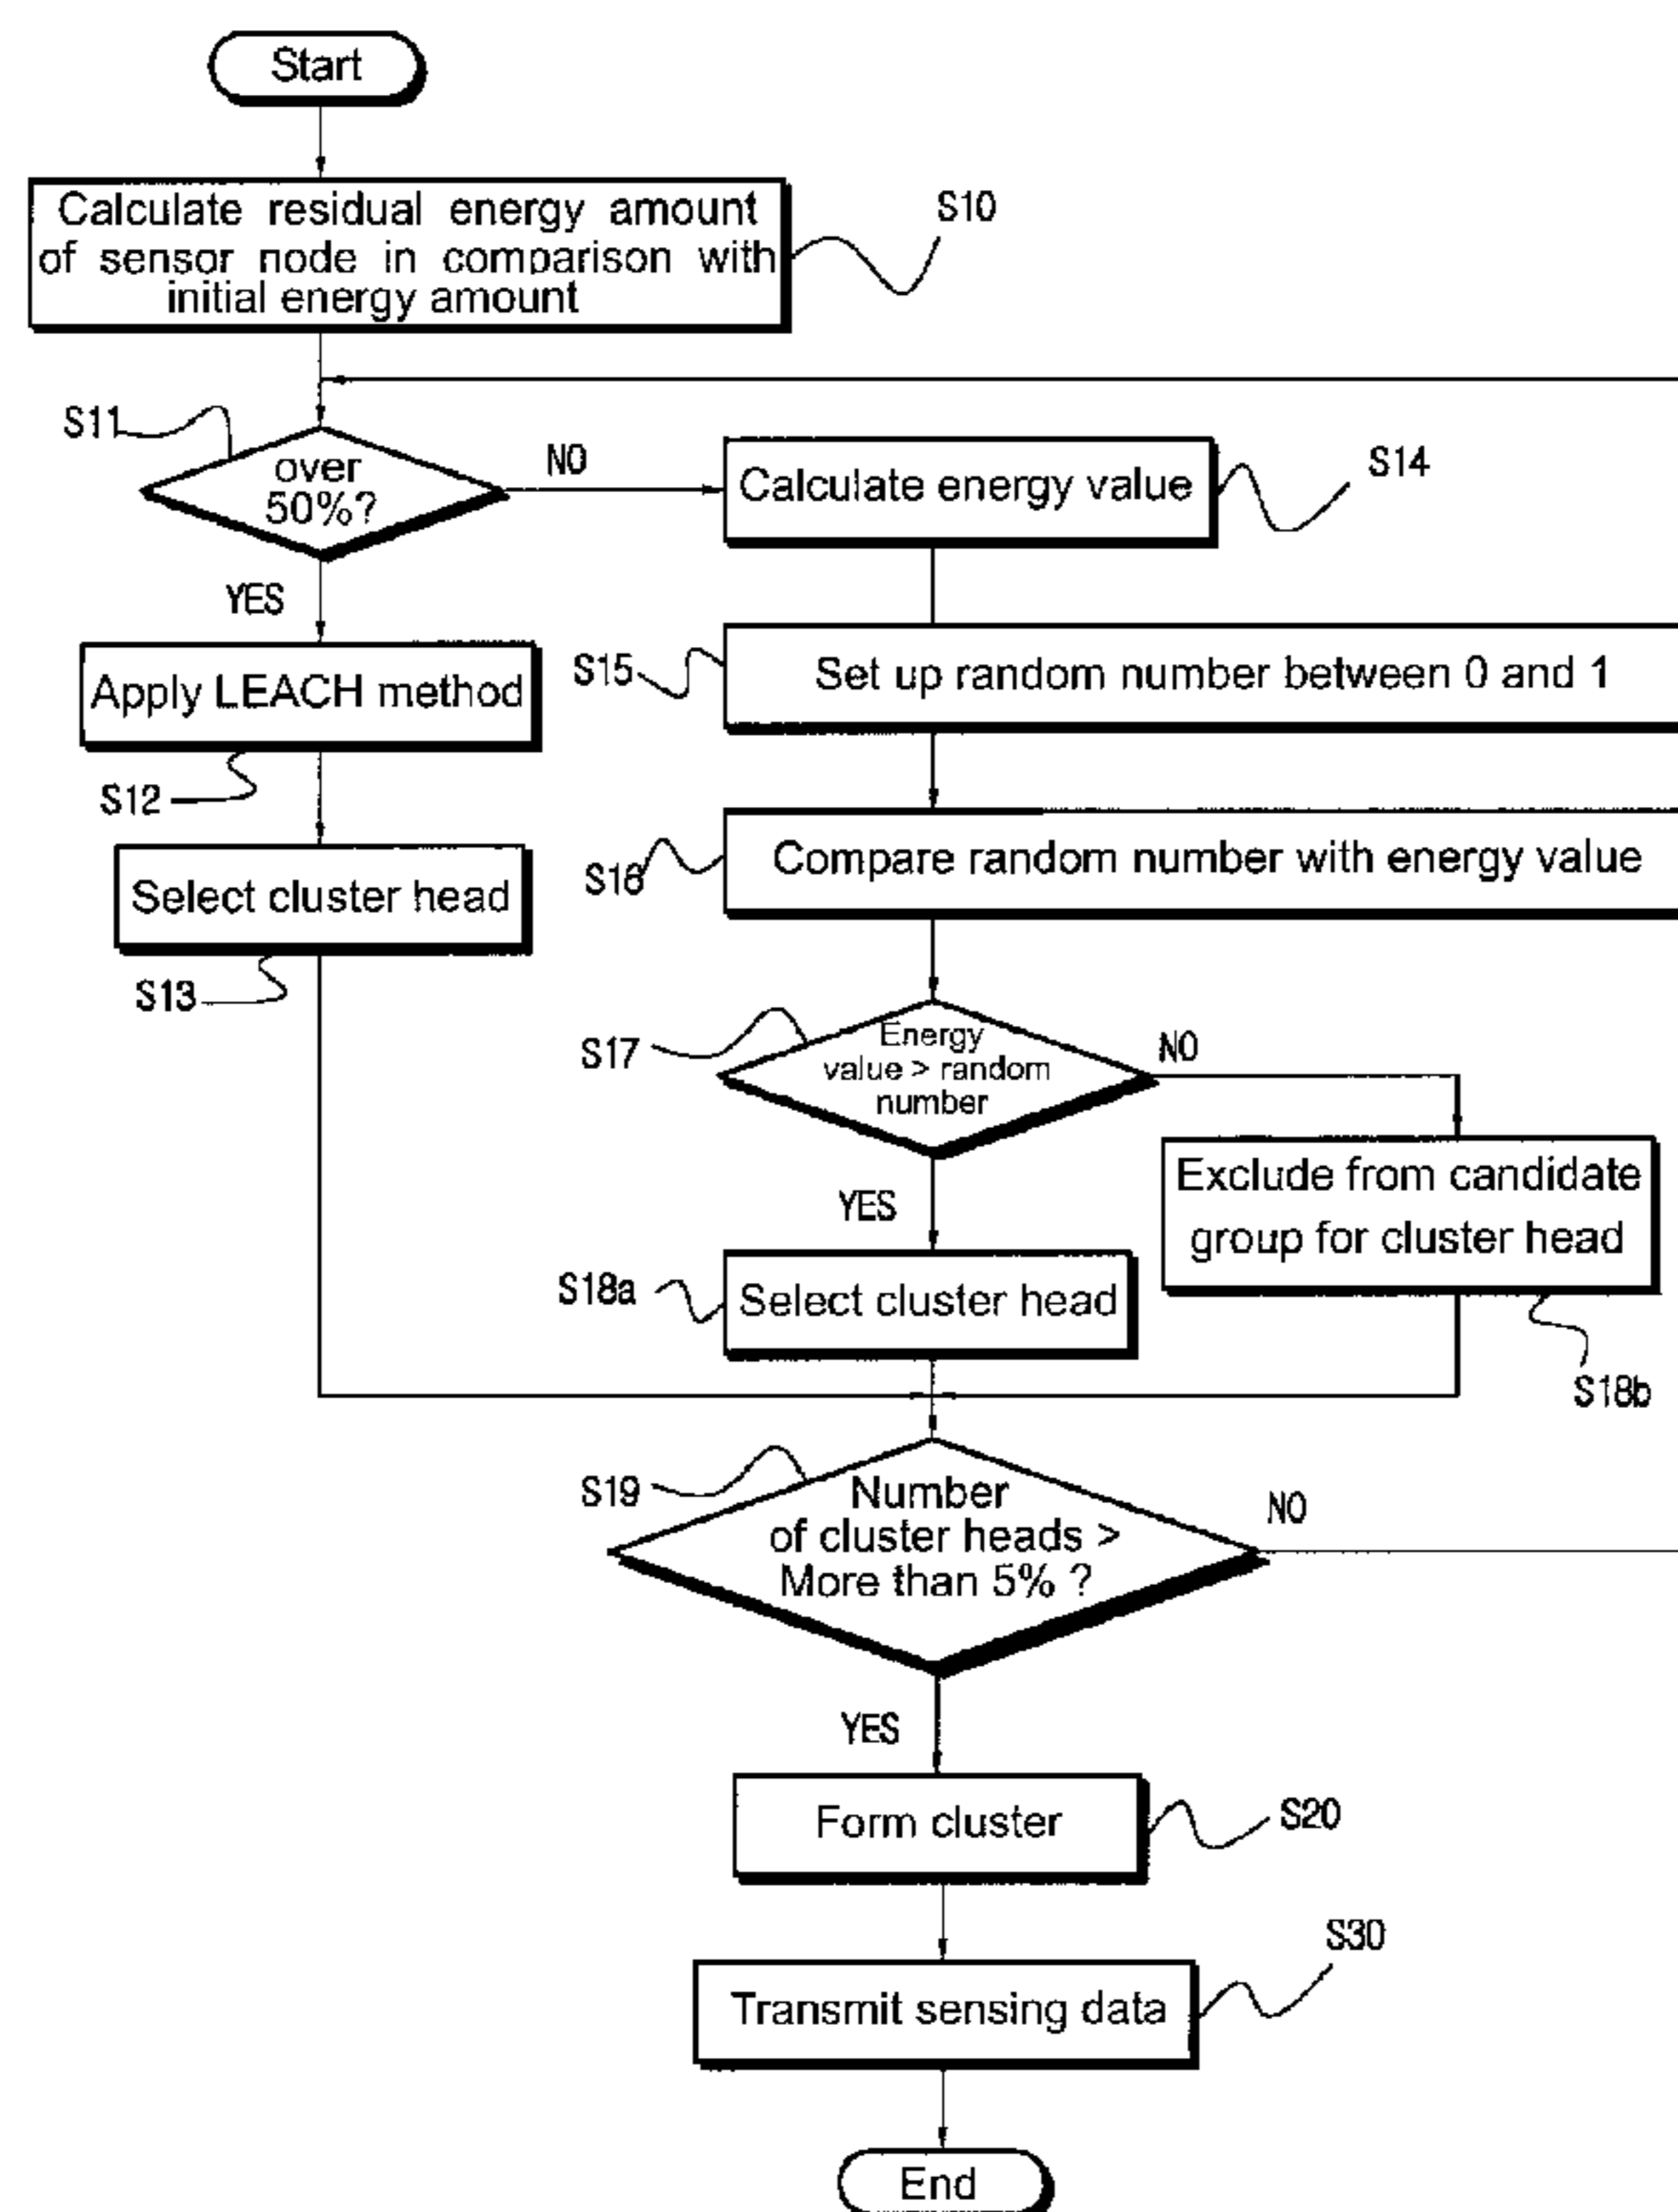 Start
Calculate residual energy amount
of sensor node in comparison with
initial energy amount
S10
S11
over
50%?
NO
Calculate energy value
S14
YES
Apply LEACH method
S15
Set up random number between 0 and 1
S12
Select cluster head
S16
Compare random number with energy value
S13
S17
Energy
value > random
number
NO
YES
Exclude from candidate
group for cluster head
S18a
Select cluster head
S18b
S19
Number
of cluster heads >
More than 5% ?
NO
YES
Form cluster
S20
S30
Transmit sensing data
End